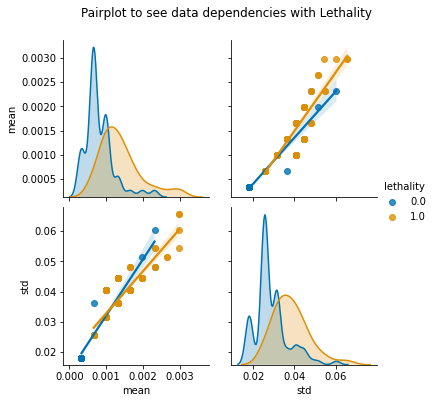 Pairplot to see data dependencies with Lethality
0.0030
0.0025
0.0020
0.0015
0.0010
0.0005
mean
lethality
0.0
1.0
0.06
0.05
0.04
0.03
0.02
std
0.000 0.001 0.002 0.003
mean
0.02 0.04 0.06
std